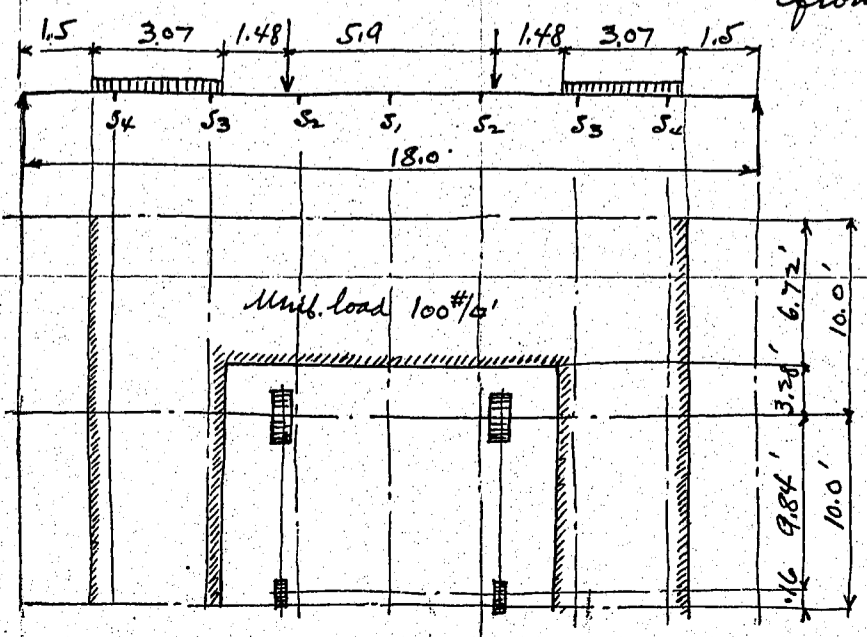 from
1.5 3.07 1.48 5.9 1.48 3.07 1.5
S4 S3 S2 S1 S2 S3 S4
18.0'
Unif. load 100#/□'
6.72' 10.0'
3.28'
9.84' 10.0'
.16